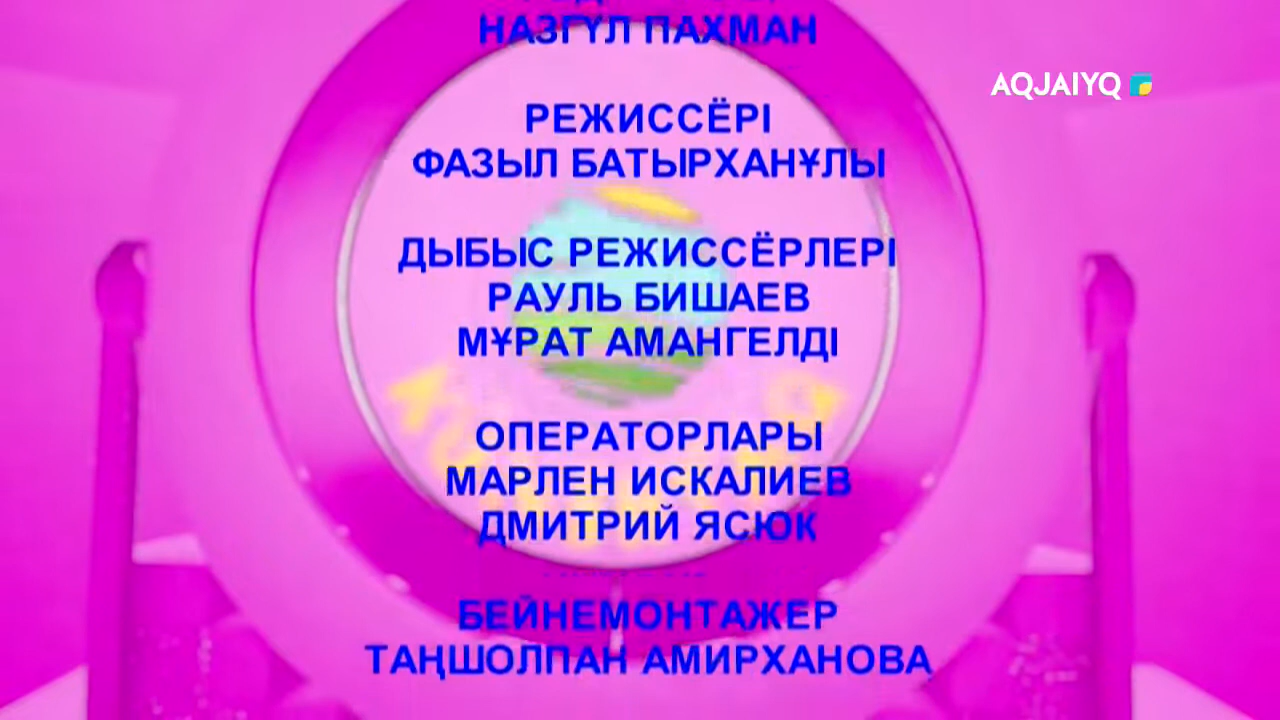 НАЗГҮЛ ПАХМАН
AQJAIYQ
РЕЖИССЁРІ
ФАЗЫЛ БАТЫРХАНҰЛЫ
ДЫБЫС РЕЖИССЁРЛЕРІ
РАУЛЬ БИШАЕВ
МҰРАТ АМАНГЕЛДІ
ОПЕРАТОРЛАРЫ
МАРЛЕН ИСКАЛИЕВ
ДМИТРИЙ ЯСЮК
БЕЙНЕМОНТАЖЕР
ТАҢШОЛПАН АМИРХАНОВА